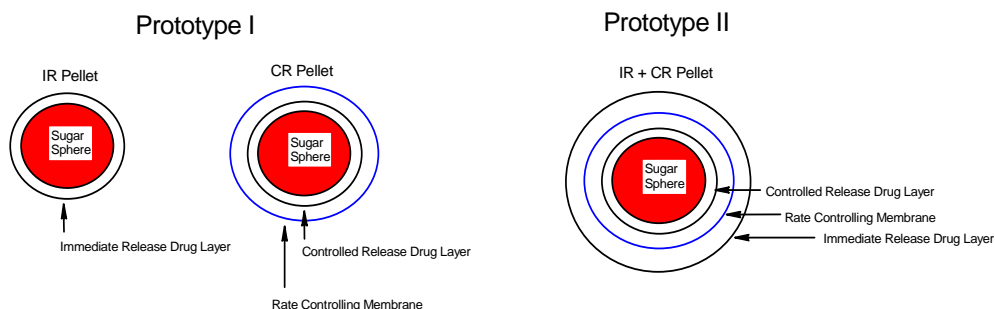 Prototype I
IR Pellet
Sugar
Sphere
Immediate Release Drug Layer
CR Pellet
Sugar
Sphere
Controlled Release Drug Layer
Rate Controlling Membrane
Prototype II
IR + CR Pellet
Sugar
Sphere
Controlled Release Drug Layer
Rate Controlling Membrane
Immediate Release Drug Layer